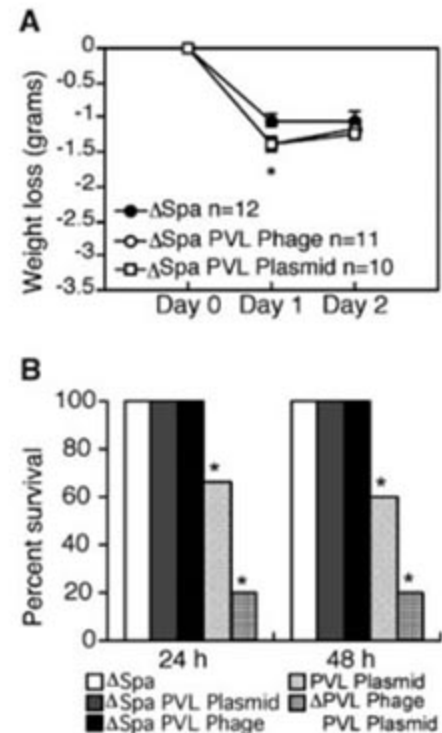 A
Weight loss (grams)
0
-0.5
-1
-1.5
-2
-2.5
-3
-3.5
*
ΔSpa n=12
ΔSpa PVL Phage n=11
ΔSpa PVL Plasmid n=10
Day 0 Day 1 Day 2
B
Percent survival
100
80
60
40
20
0
* * * *
24 h 48 h
ΔSpa
ΔSpa PVL Plasmid
ΔSpa PVL Phage
PVL Plasmid
ΔPVL Phage
PVL Plasmid